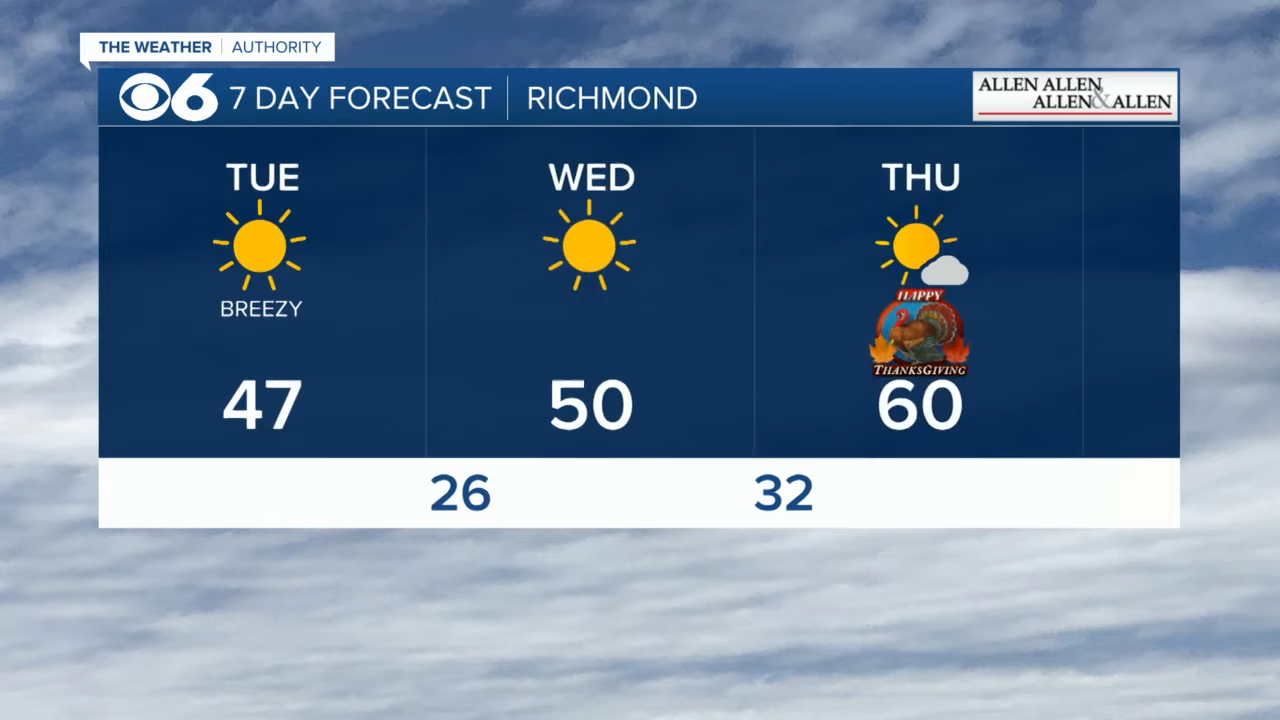 THE WEATHER | AUTHORITY
6 7 DAY FORECAST | RICHMOND
ALLEN ALLEN
ALLEN & ALLEN
TUE WED THU
BREEZY
HAPPY
THANKSGIVING
47 50 60
26 32